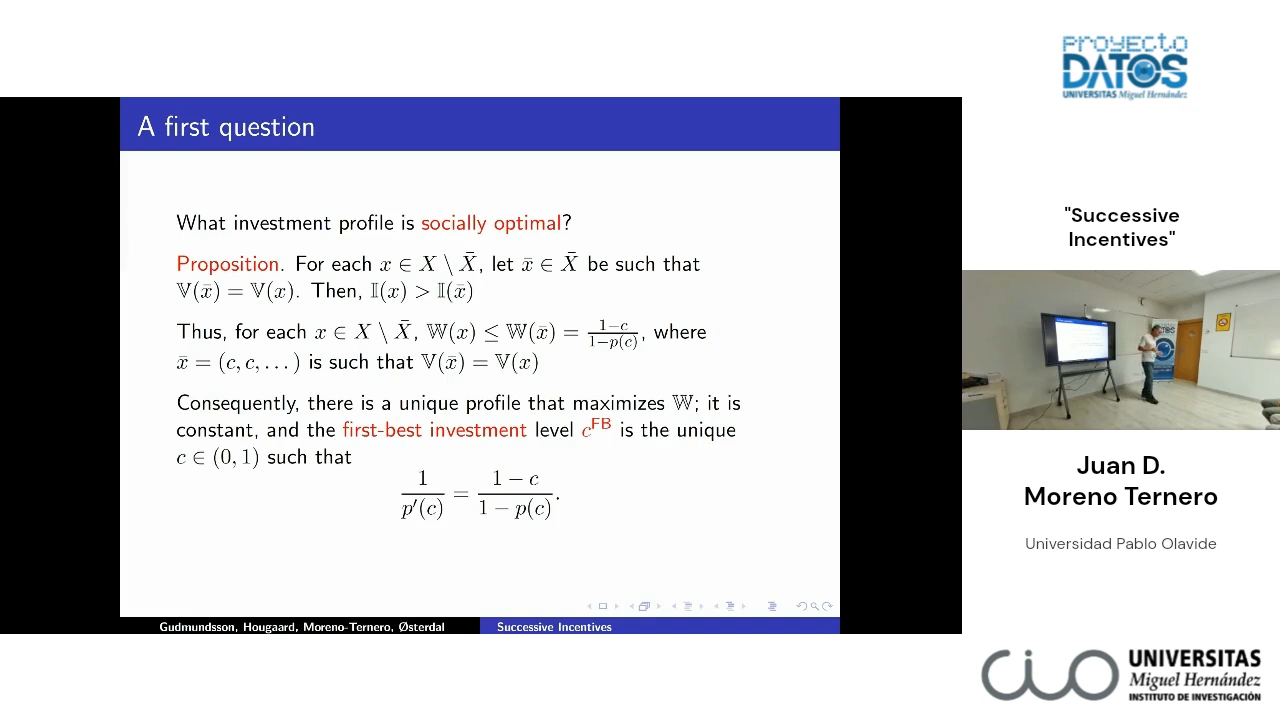 A first question
What investment profile is socially optimal?
Proposition. For each x ∈ X \ X̄, let x̄ ∈ X̄ be such that
𝕍(x̄) = 𝕍(x). Then, 𝕀(x) > 𝕀(x̄)
Thus, for each x ∈ X \ X̄, 𝕎(x) ≤ 𝕎(x̄) = (1−c)/(1−p(c)), where
x̄ = (c, c, . . . ) is such that 𝕍(x̄) = 𝕍(x)
Consequently, there is a unique profile that maximizes 𝕎; it is
constant, and the first-best investment level c^FB is the unique
c ∈ (0, 1) such that
1/p′(c) = (1 − c)/(1 − p(c)).
Gudmundsson, Hougaard, Moreno-Ternero, Østerdal
Successive Incentives
PROYECTO
DATOS
UNIVERSITAS Miguel Hernández
"Successive
Incentives"
DATOS
Juan D.
Moreno Ternero
Universidad Pablo Olavide
CIO
UNIVERSITAS
Miguel Hernández
INSTITUTO DE INVESTIGACIÓN